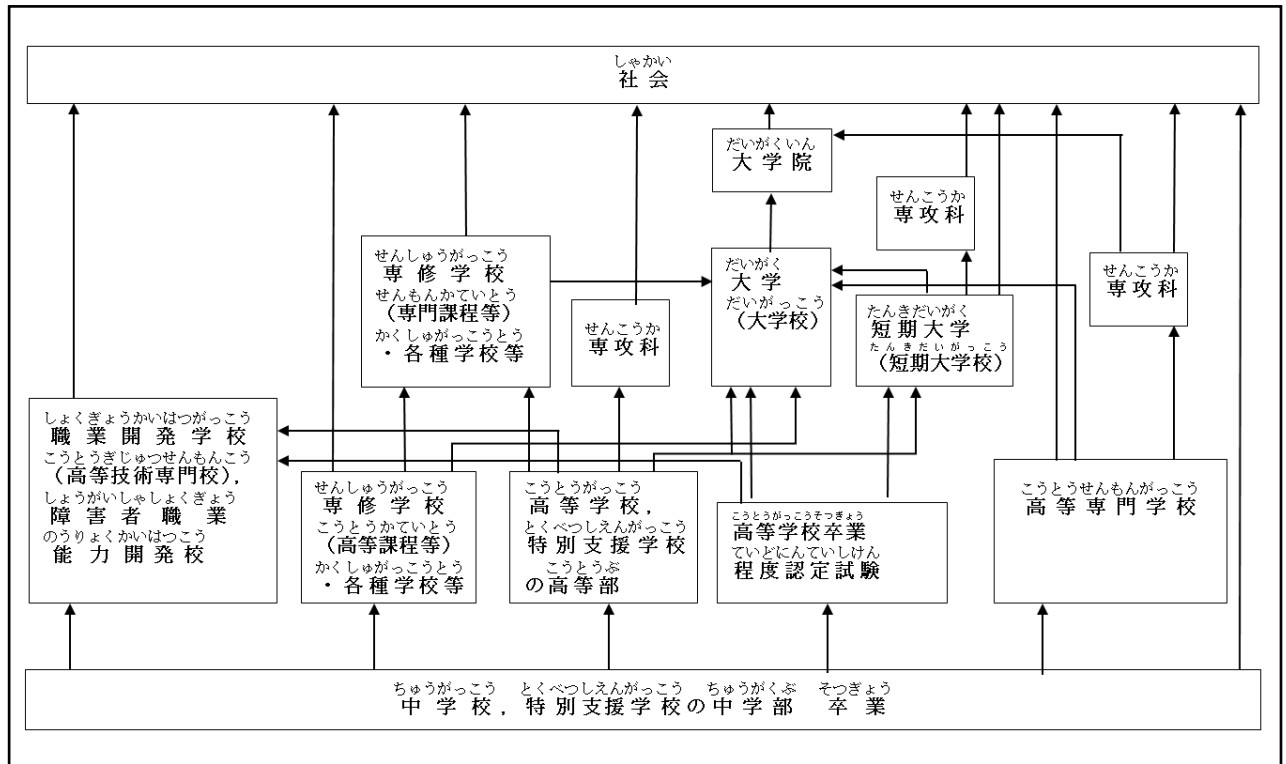 しゃかい
社会
だいがくいん
大学院
せんこうか
専攻科
せんしゅうがっこう
専修学校
せんもんかていとう
(専門課程等)
かくしゅがっこうとう
・各種学校等
だいがく
大学
だいがっこう
(大学校)
せんこうか
専攻科
せんこうか
専攻科
たんきだいがく
短期大学
たんきだいがっこう
(短期大学校)
しょくぎょうかいはつがっこう
職業開発学校
こうとうぎじゅつせんもんこう
(高等技術専門校),
しょうがいしゃしょくぎょう
障害者職業
のうりょくかいはつこう
能力開発校
せんしゅうがっこう
専修学校
こうとうかていとう
(高等課程等)
かくしゅがっこうとう
・各種学校等
こうとうがっこう
高等学校,
とくべつしえんがっこう
特別支援学校
こうとうぶ
の高等部
こうとうがっこうそつぎょう
高等学校卒業
ていどにんていしけん
程度認定試験
こうとうせんもんがっこう
高等専門学校
ちゅうがっこう とくべつしえんがっこう ちゅうがくぶ そつぎょう
中学校,特別支援学校の中学部 卒業